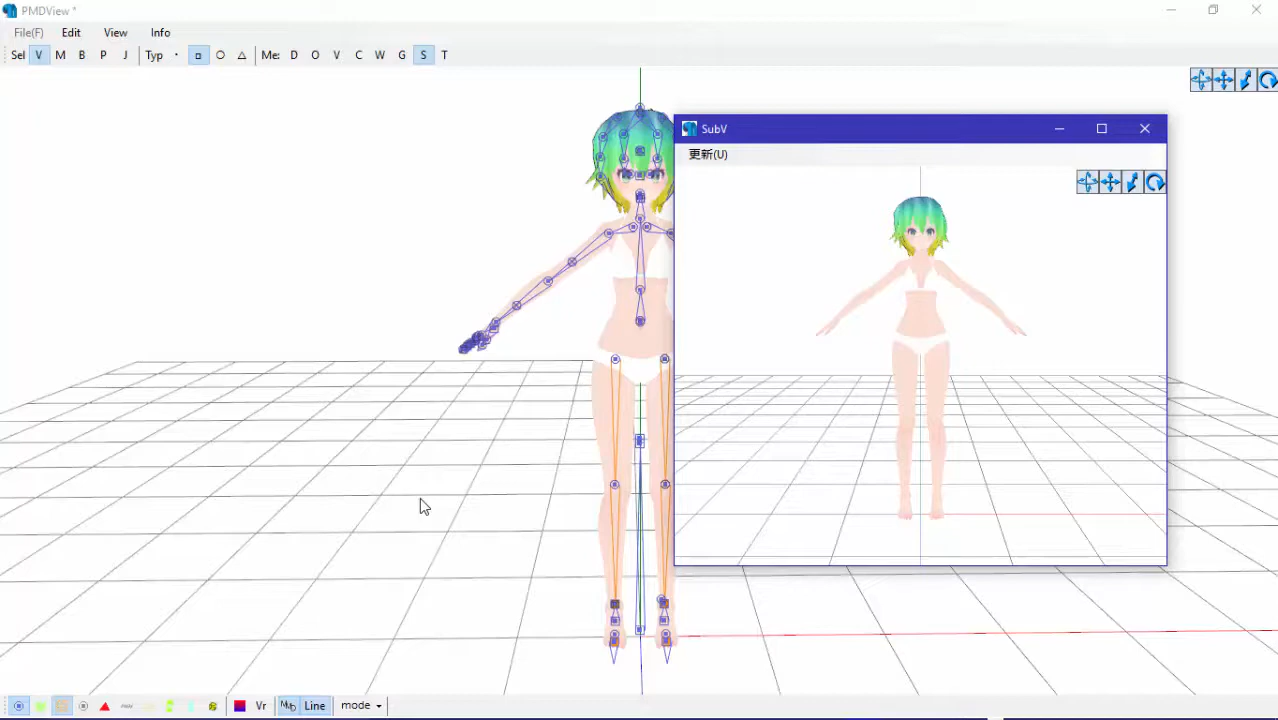 PMDView *
File(F) Edit View Info
Sel V M B P J Typ Me: D O V C W G S T
SubV
更新(U)
Vr Line mode